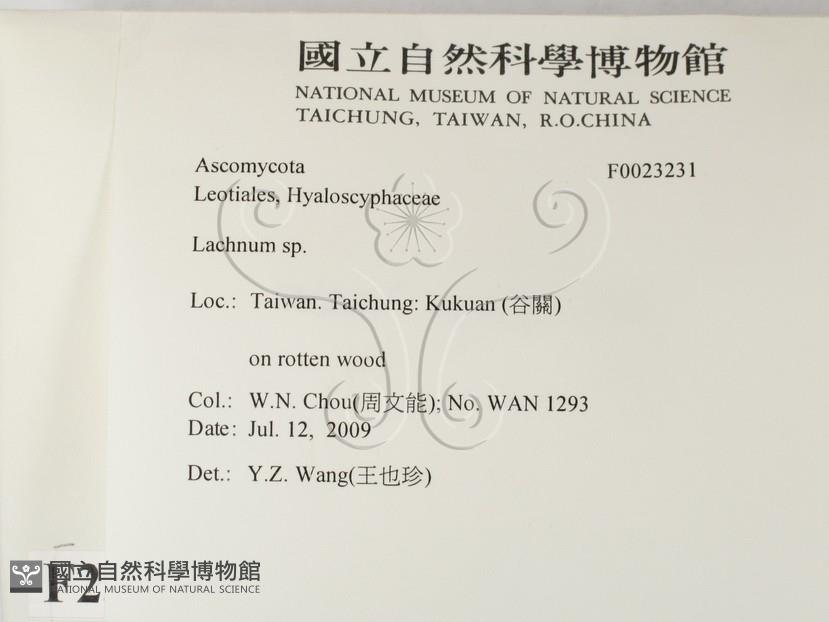 國立自然科學博物館
NATIONAL MUSEUM OF NATURAL SCIENCE
TAICHUNG, TAIWAN, R.O.CHINA
Ascomycota F0023231
Leotiales, Hyaloscyphaceae
Lachnum sp.
Loc.: Taiwan. Taichung: Kukuan (谷關)
on rotten wood
Col.: W.N. Chou(周文能); No. WAN 1293
Date: Jul. 12, 2009
Det.: Y.Z. Wang(王也珍)
國立自然科學博物館
NATIONAL MUSEUM OF NATURAL SCIENCE